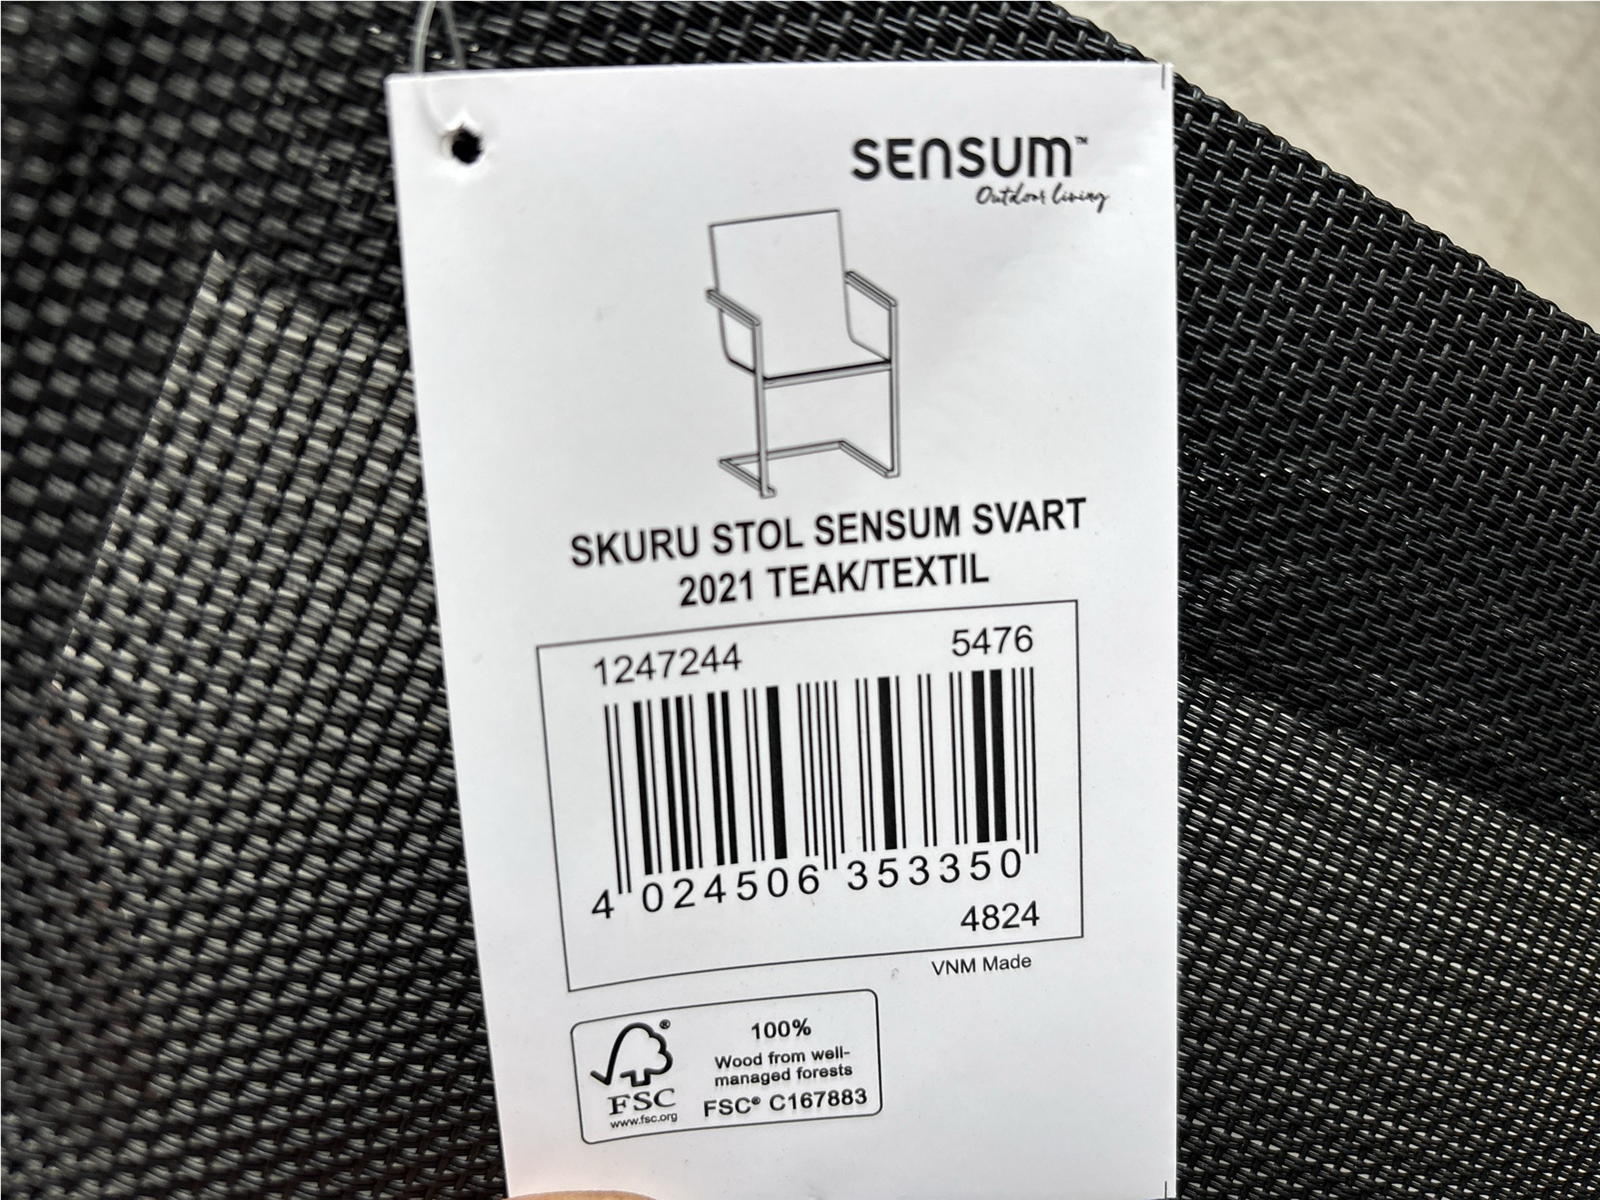 SENSUM™
Outdoor living
SKURU STOL SENSUM SVART
2021 TEAK/TEXTIL
1247244 5476
4 024506 353350
4824
VNM Made
100%
Wood from well-
managed forests
FSC® C167883
®
FSC
www.fsc.org